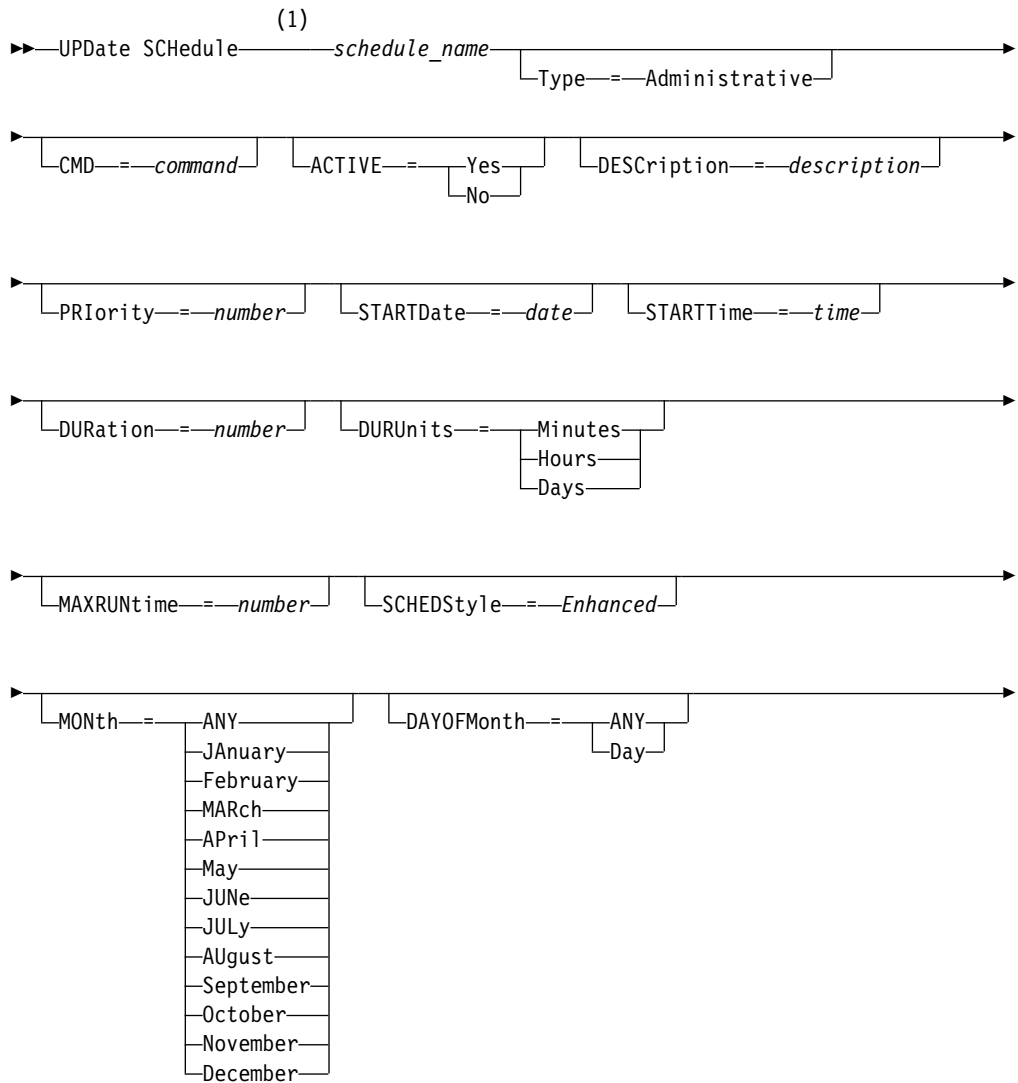 (1)
UPDate SCHedule schedule_name
Type = Administrative
CMD = command ACTIVE = Yes DESCription = description
No
PRIority = number STARTDate = date STARTTime = time
DURation = number DURUnits = Minutes
Hours
Days
MAXRUNtime = number SCHEDStyle = Enhanced
MONth = ANY DAYOFMonth = ANY
JAnuary Day
February
MARch
APril
May
JUNe
JULy
AUgust
September
October
November
December